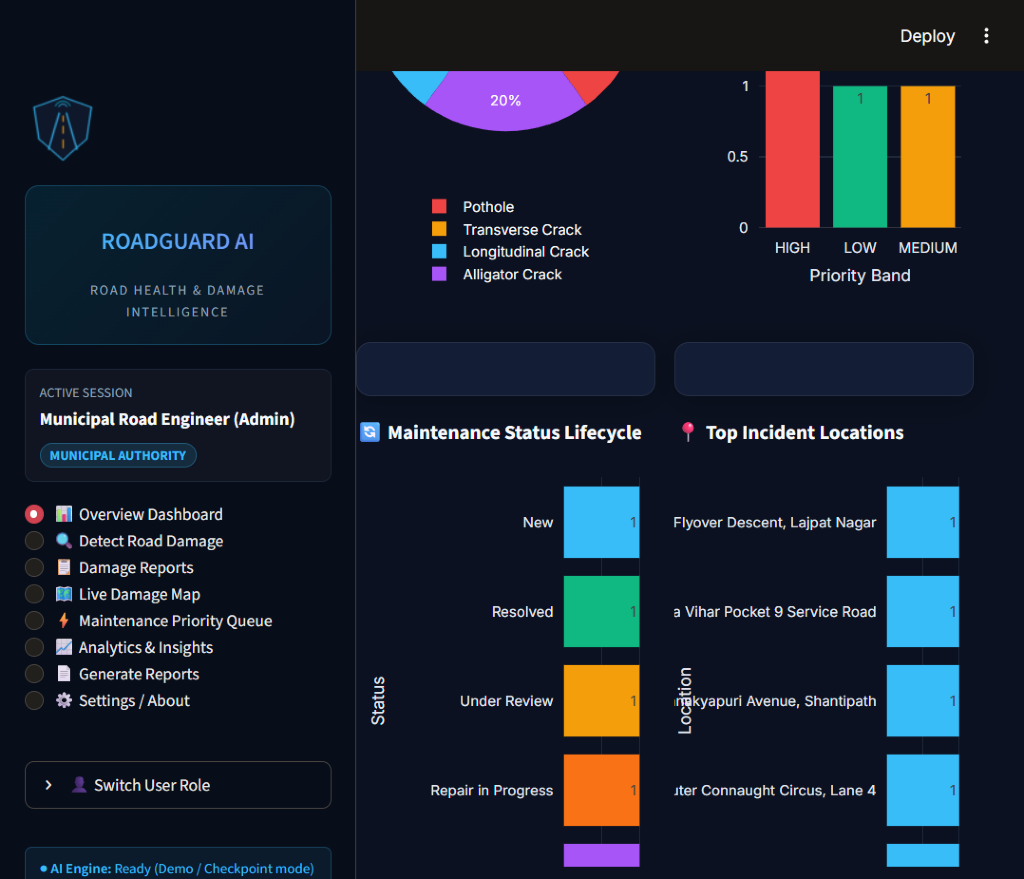 Deploy
ROADGUARD AI
ROAD HEALTH & DAMAGE
INTELLIGENCE
ACTIVE SESSION
Municipal Road Engineer (Admin)
MUNICIPAL AUTHORITY
Overview Dashboard
Detect Road Damage
Damage Reports
Live Damage Map
Maintenance Priority Queue
Analytics & Insights
Generate Reports
Settings / About
Switch User Role
AI Engine: Ready (Demo / Checkpoint mode)
20%
Pothole
Transverse Crack
Longitudinal Crack
Alligator Crack
1
0.5
0
1
1
HIGH LOW MEDIUM
Priority Band
Maintenance Status Lifecycle
Status
New 1
Resolved 1
Under Review 1
Repair in Progress 1
Top Incident Locations
Location
Flyover Descent, Lajpat Nagar 1
Vihar Pocket 9 Service Road 1
Avenue, Shantipath 1
Connaught Circus, Lane 4 1